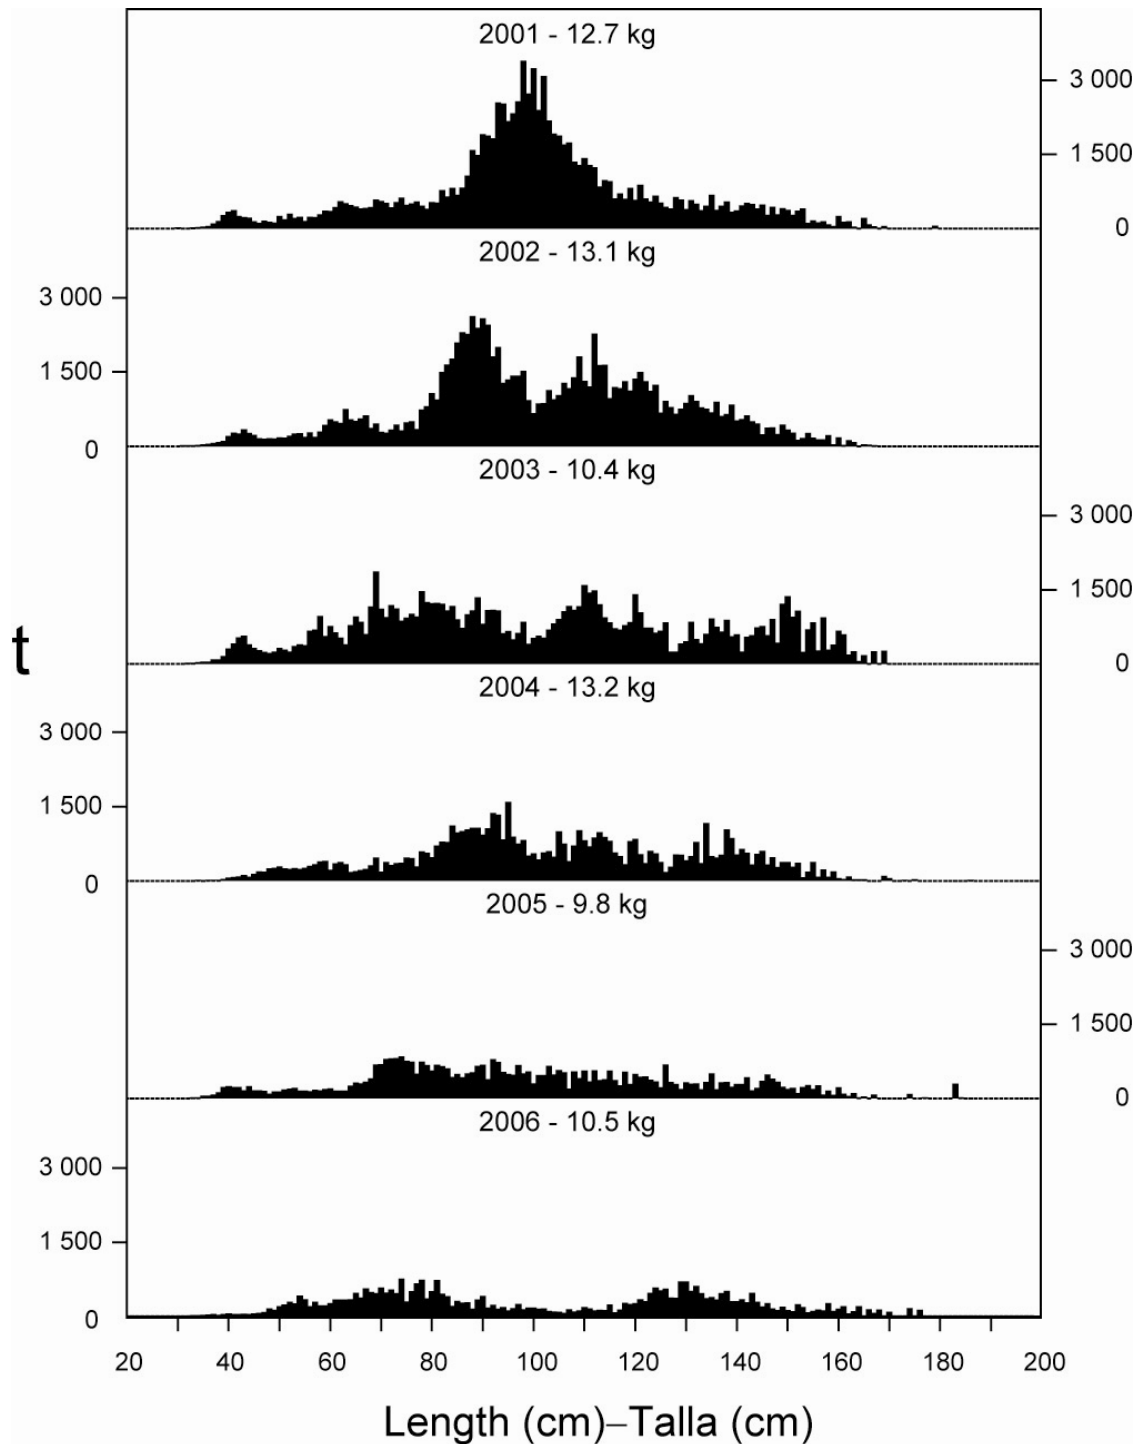 2001 - 12.7 kg
3 000
1 500
0
2002 - 13.1 kg
3 000
1 500
0
2003 - 10.4 kg
3 000
1 500
0
t
2004 - 13.2 kg
3 000
1 500
0
2005 - 9.8 kg
3 000
1 500
0
2006 - 10.5 kg
3 000
1 500
0
20 40 60 80 100 120 140 160 180 200
Length (cm)–Talla (cm)